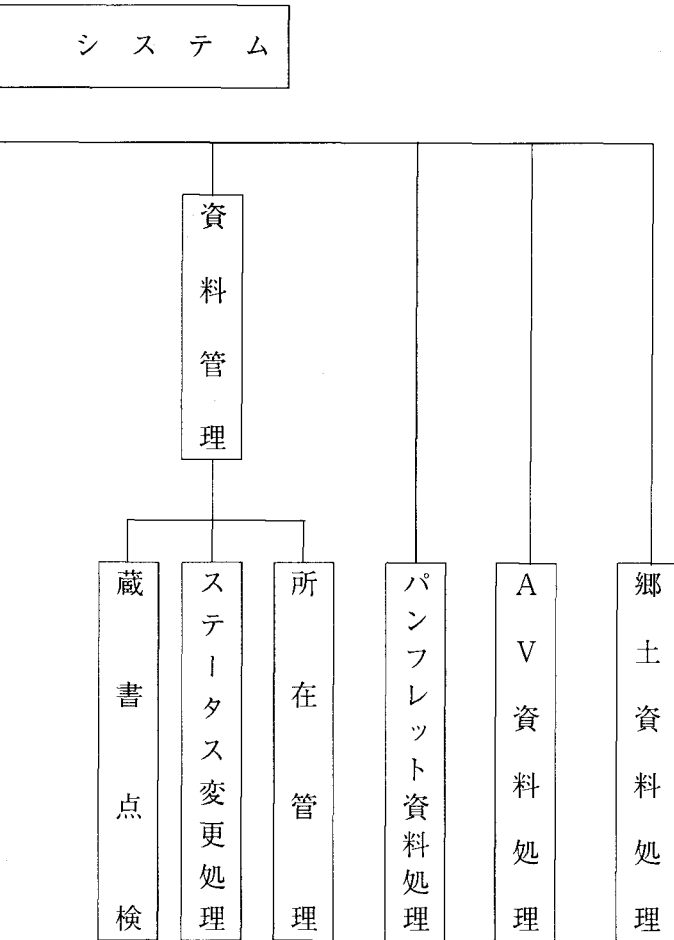 システム
資料管理
蔵書点検
ステータス変更処理
所在管理
パンフレット資料処理
AV資料処理
郷土資料処理